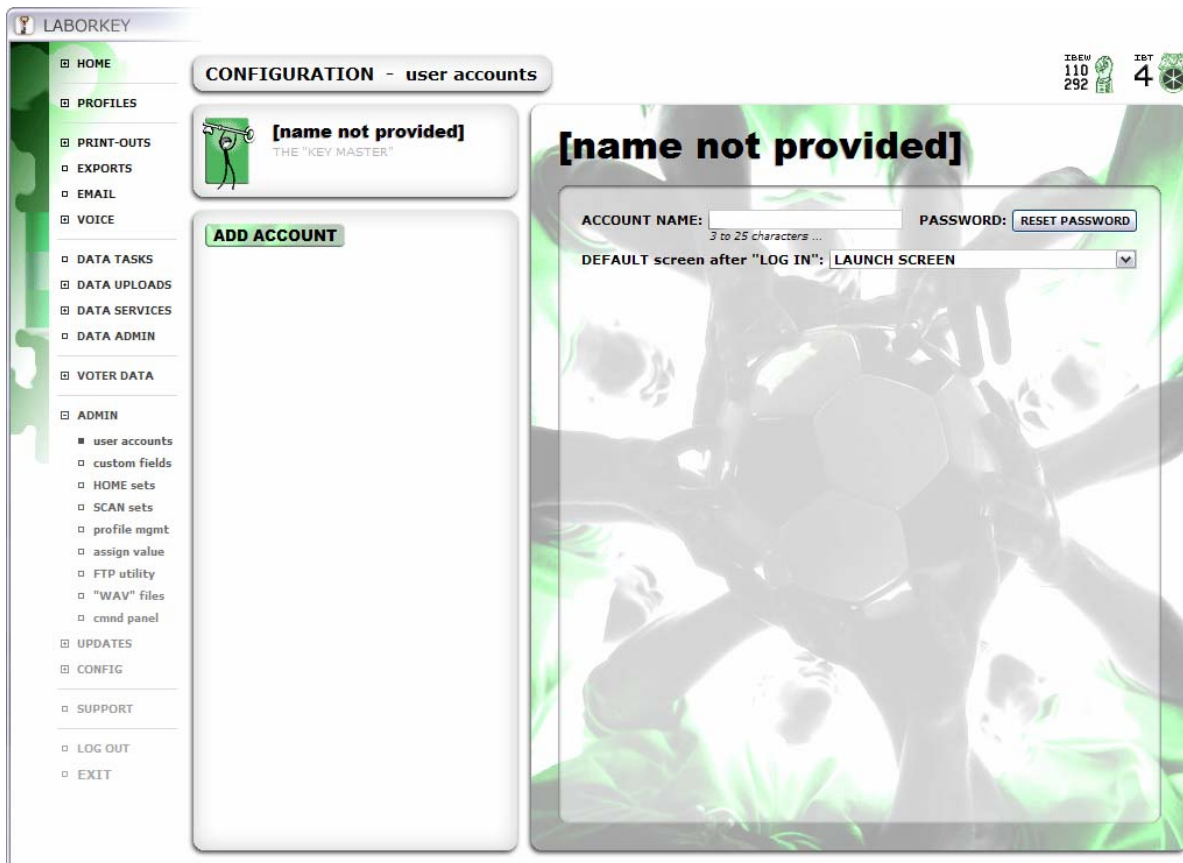 LABORKEY
HOME
PROFILES
PRINT-OUTS
EXPORTS
EMAIL
VOICE
DATA TASKS
DATA UPLOADS
DATA SERVICES
DATA ADMIN
VOTER DATA
ADMIN
user accounts
custom fields
HOME sets
SCAN sets
profile mgmt
assign value
FTP utility
"WAV" files
cmnd panel
UPDATES
CONFIG
SUPPORT
LOG OUT
EXIT
CONFIGURATION - user accounts
IBEW
110
292
IBT
4
[name not provided]
THE "KEY MASTER"
ADD ACCOUNT
[name not provided]
ACCOUNT NAME: PASSWORD: RESET PASSWORD
3 to 25 characters ...
DEFAULT screen after "LOG IN": LAUNCH SCREEN